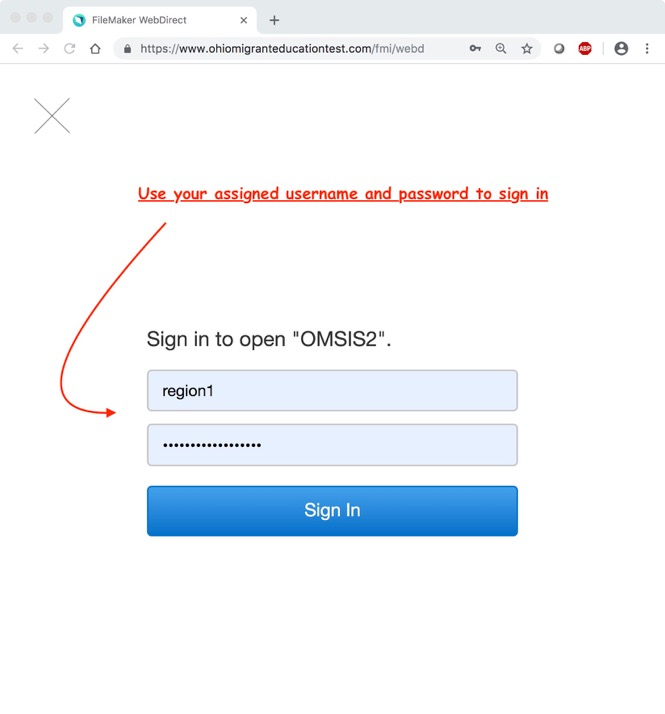 FileMaker WebDirect
https://www.ohiomigranteducationtest.com/fmi/webd
ABP
Use your assigned username and password to sign in
Sign in to open "OMSIS2".
region1
••••••••••••••••••
Sign In